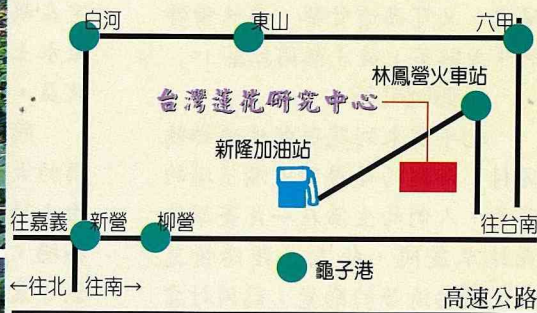 白河
東山
六甲
林鳳營火車站
台灣蓮花研究中心
新隆加油站
往嘉義
新營
柳營
往台南
龜子港
←往北
往南→
高速公路